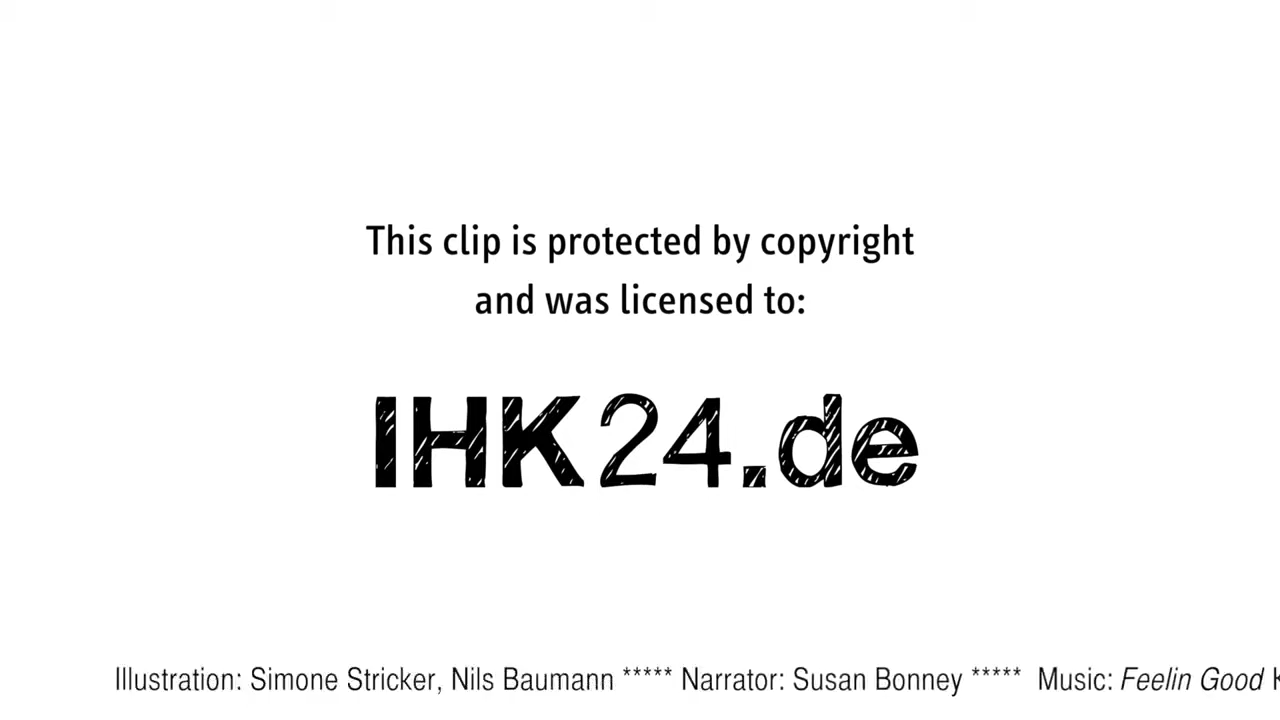 This clip is protected by copyright
and was licensed to:
IHK24.de
Illustration: Simone Stricker, Nils Baumann ***** Narrator: Susan Bonney ***** Music: Feelin Good